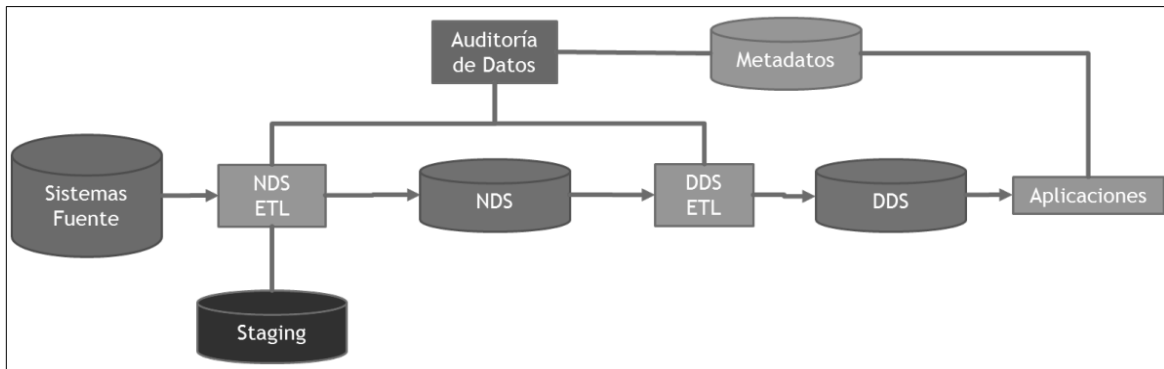 Auditoría
de Datos
Metadatos
Sistemas
Fuente
NDS
ETL
NDS
DDS
ETL
DDS
Aplicaciones
Staging